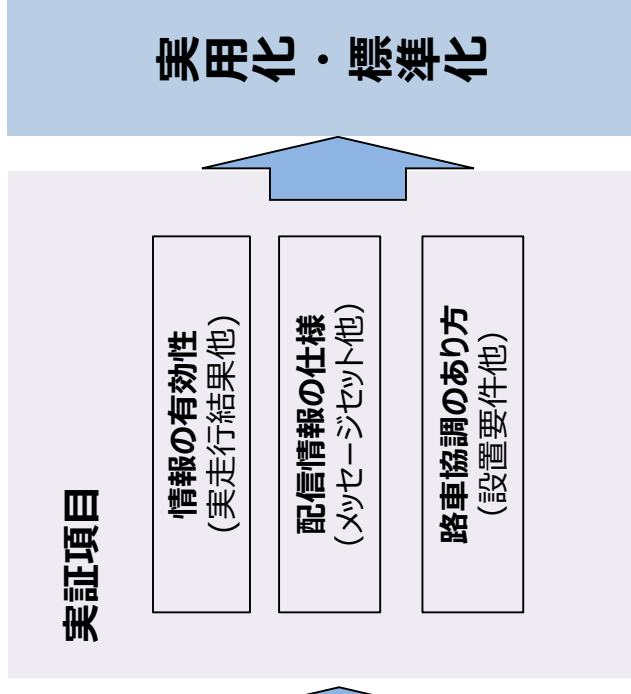 実証項目
情報の有効性
(実走行結果他)
配信情報の仕様
(メッセージセット他)
路車協調のあり方
(設置要件他)
実用化・標準化